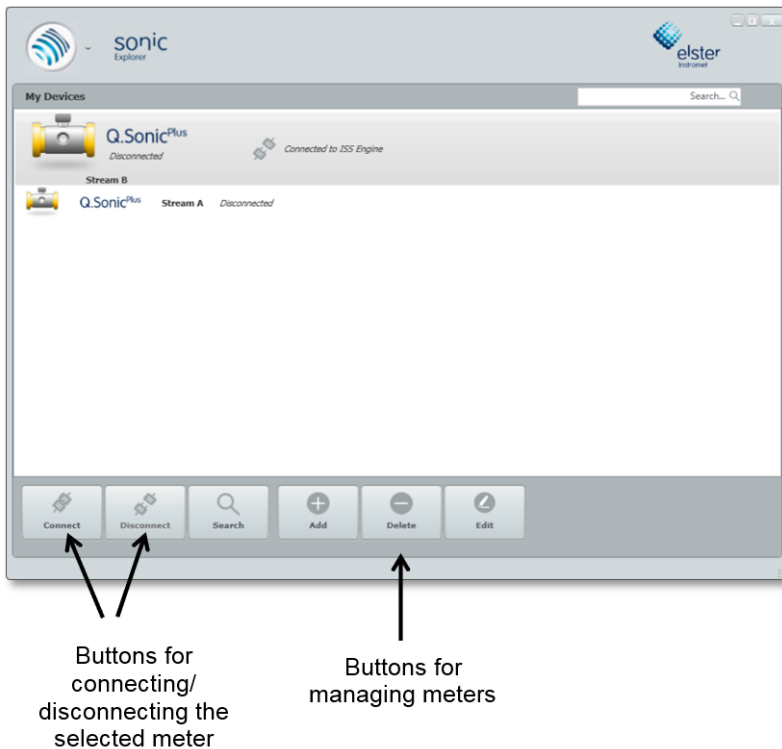 sonic
Explorer
elster
Instromet
My Devices
Search...
Q.SonicPlus
Disconnected
Connected to ISS Engine
Stream B
Q.SonicPlus Stream A Disconnected
Connect Disconnect Search Add Delete Edit
Buttons for
connecting/
disconnecting the
selected meter
Buttons for
managing meters